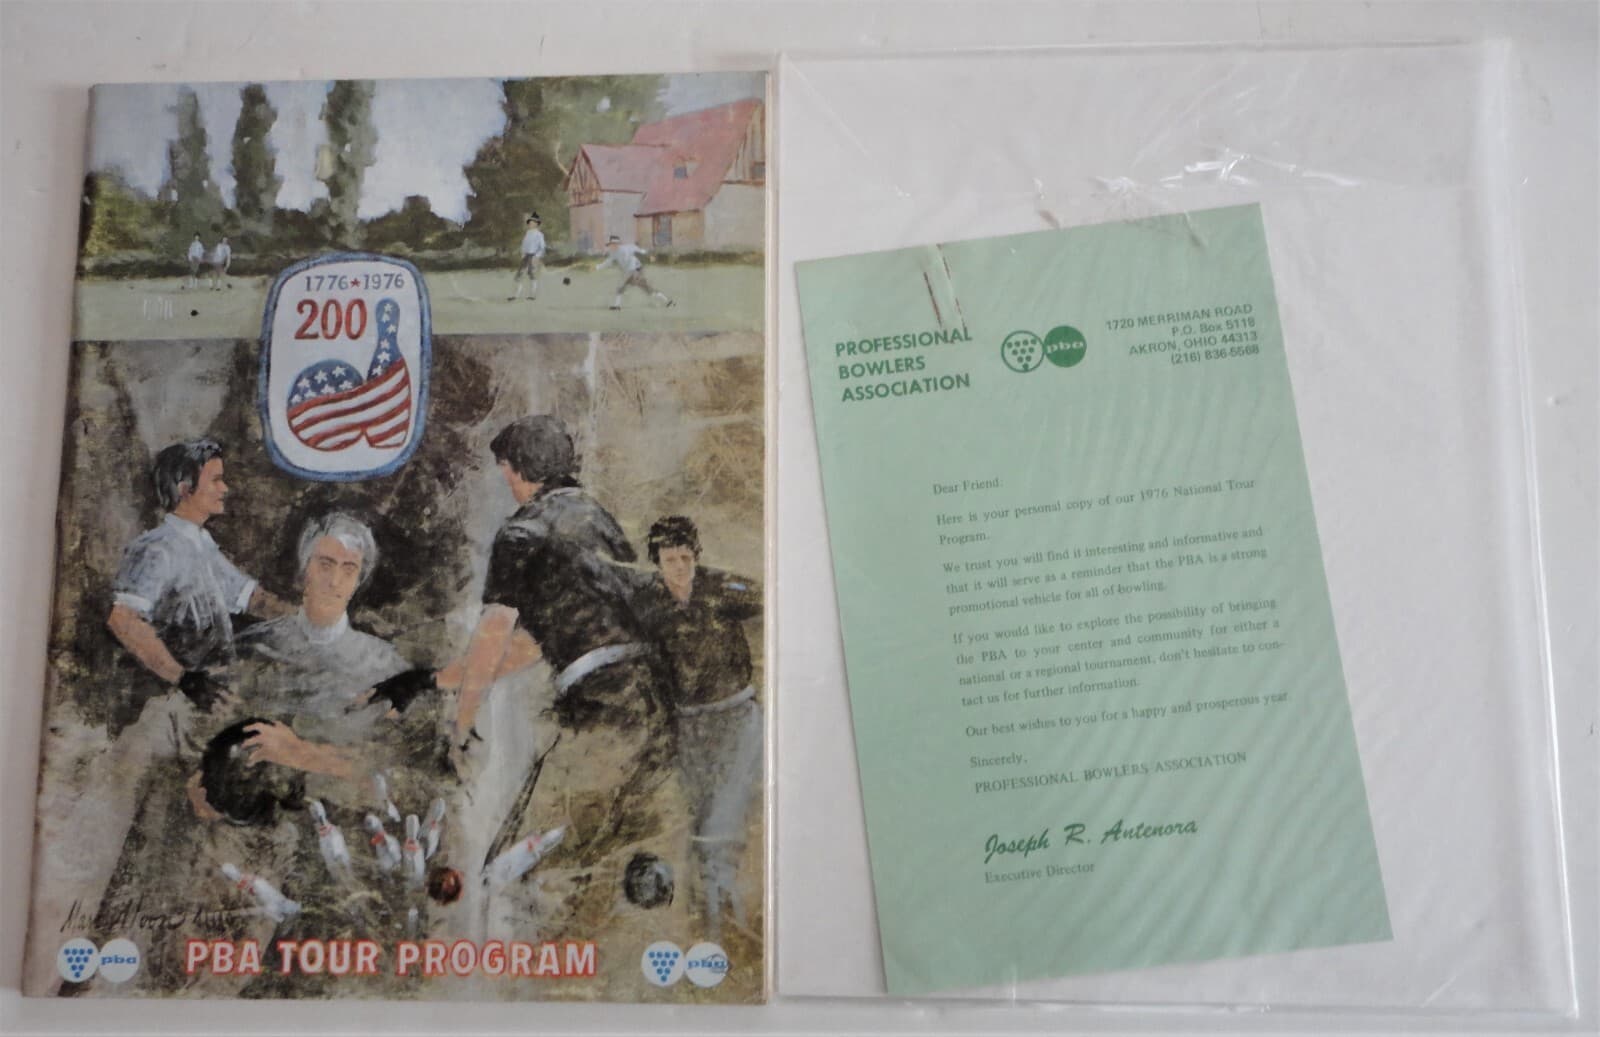 1776★1976
200
PBA TOUR PROGRAM
pba
pba
PROFESSIONAL
BOWLERS
ASSOCIATION
pba
1720 MERRIMAN ROAD
P.O. Box 5118
AKRON, OHIO 44313
(216) 836-5568
Dear Friend:
Here is your personal copy of our 1976 National Tour
Program.
We trust you will find it interesting and informative and
that it will serve as a reminder that the PBA is a strong
promotional vehicle for all of bowling.
If you would like to explore the possibility of bringing
the PBA to your center and community for either a
national or a regional tournament, don't hesitate to con-
tact us for further information.
Our best wishes to you for a happy and prosperous year.
Sincerely,
PROFESSIONAL BOWLERS ASSOCIATION
Joseph R. Antenora
Executive Director